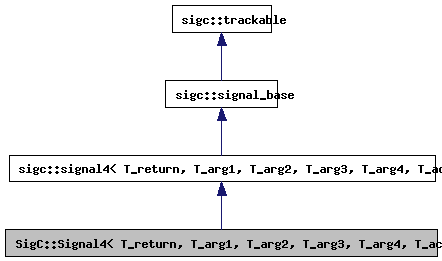 sigc::trackable
sigc::signal_base
sigc::signal4< T_return, T_arg1, T_arg2, T_arg3, T_arg4, T_ac
SigC::Signal4< T_return, T_arg1, T_arg2, T_arg3, T_arg4, T_ac